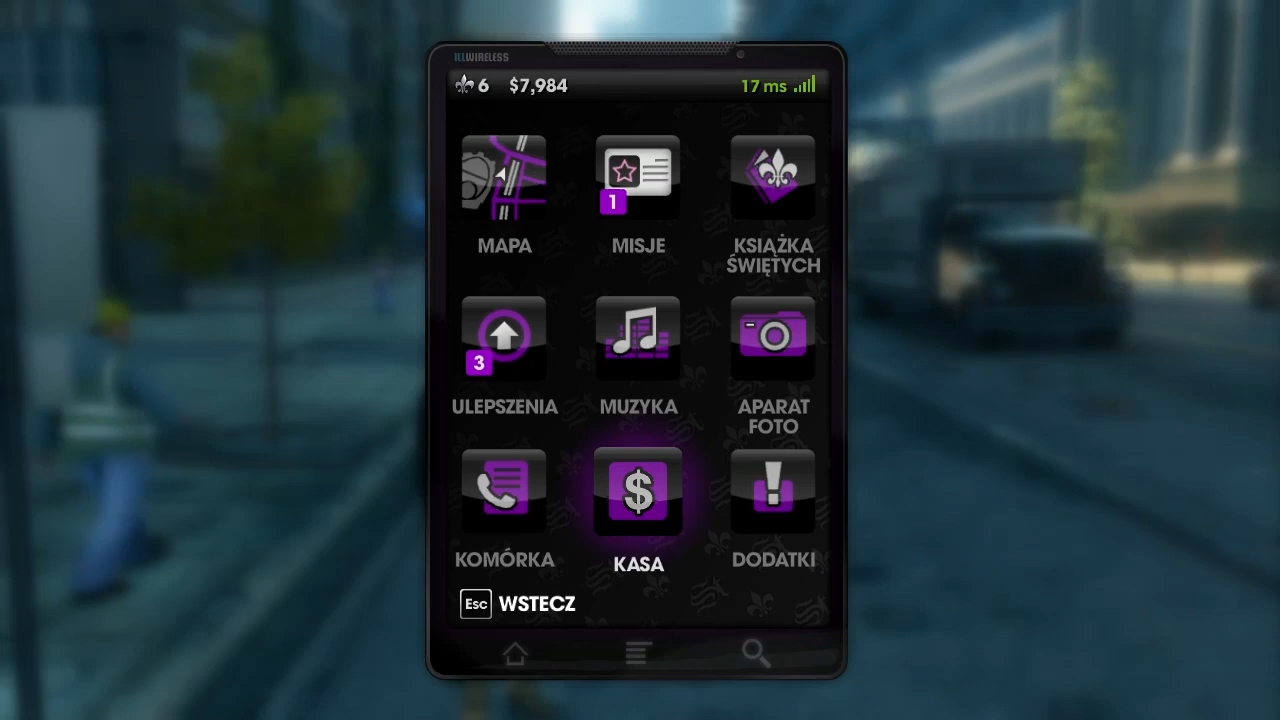 ILLWIRELESS
6 $7,984 17 ms
MAPA
1
MISJE
KSIĄŻKA
ŚWIĘTYCH
3
ULEPSZENIA
MUZYKA
APARAT
FOTO
KOMÓRKA
$
KASA
!
DODATKI
Esc WSTECZ